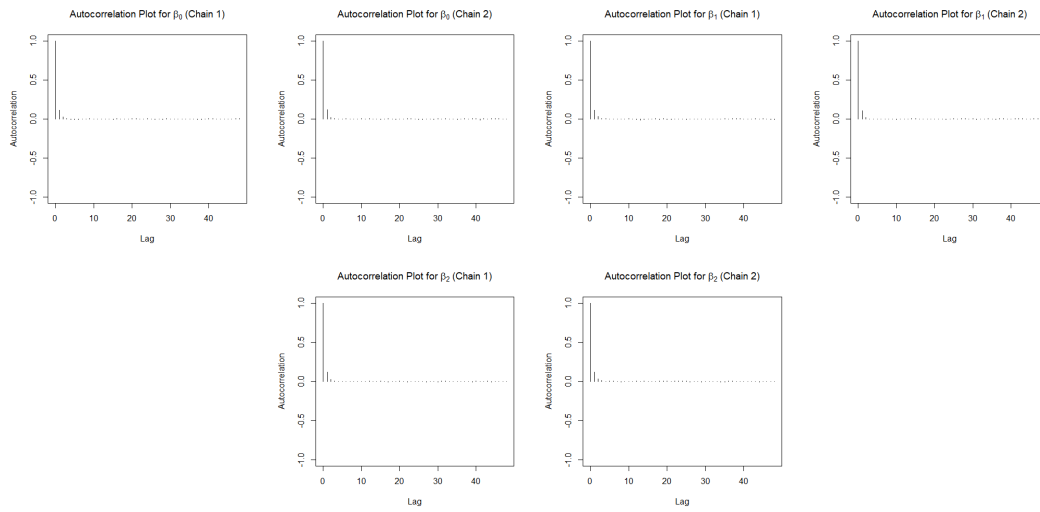 Autocorrelation Plot for β₀ (Chain 1)
Autocorrelation
1.0
0.5
0.0
-0.5
-1.0
0 10 20 30 40
Lag
Autocorrelation Plot for β₀ (Chain 2)
Autocorrelation
1.0
0.5
0.0
-0.5
-1.0
0 10 20 30 40
Lag
Autocorrelation Plot for β₁ (Chain 1)
Autocorrelation
1.0
0.5
0.0
-0.5
-1.0
0 10 20 30 40
Lag
Autocorrelation Plot for β₁ (Chain 2)
Autocorrelation
1.0
0.5
0.0
-0.5
-1.0
0 10 20 30 40
Lag
Autocorrelation Plot for β₂ (Chain 1)
Autocorrelation
1.0
0.5
0.0
-0.5
-1.0
0 10 20 30 40
Lag
Autocorrelation Plot for β₂ (Chain 2)
Autocorrelation
1.0
0.5
0.0
-0.5
-1.0
0 10 20 30 40
Lag